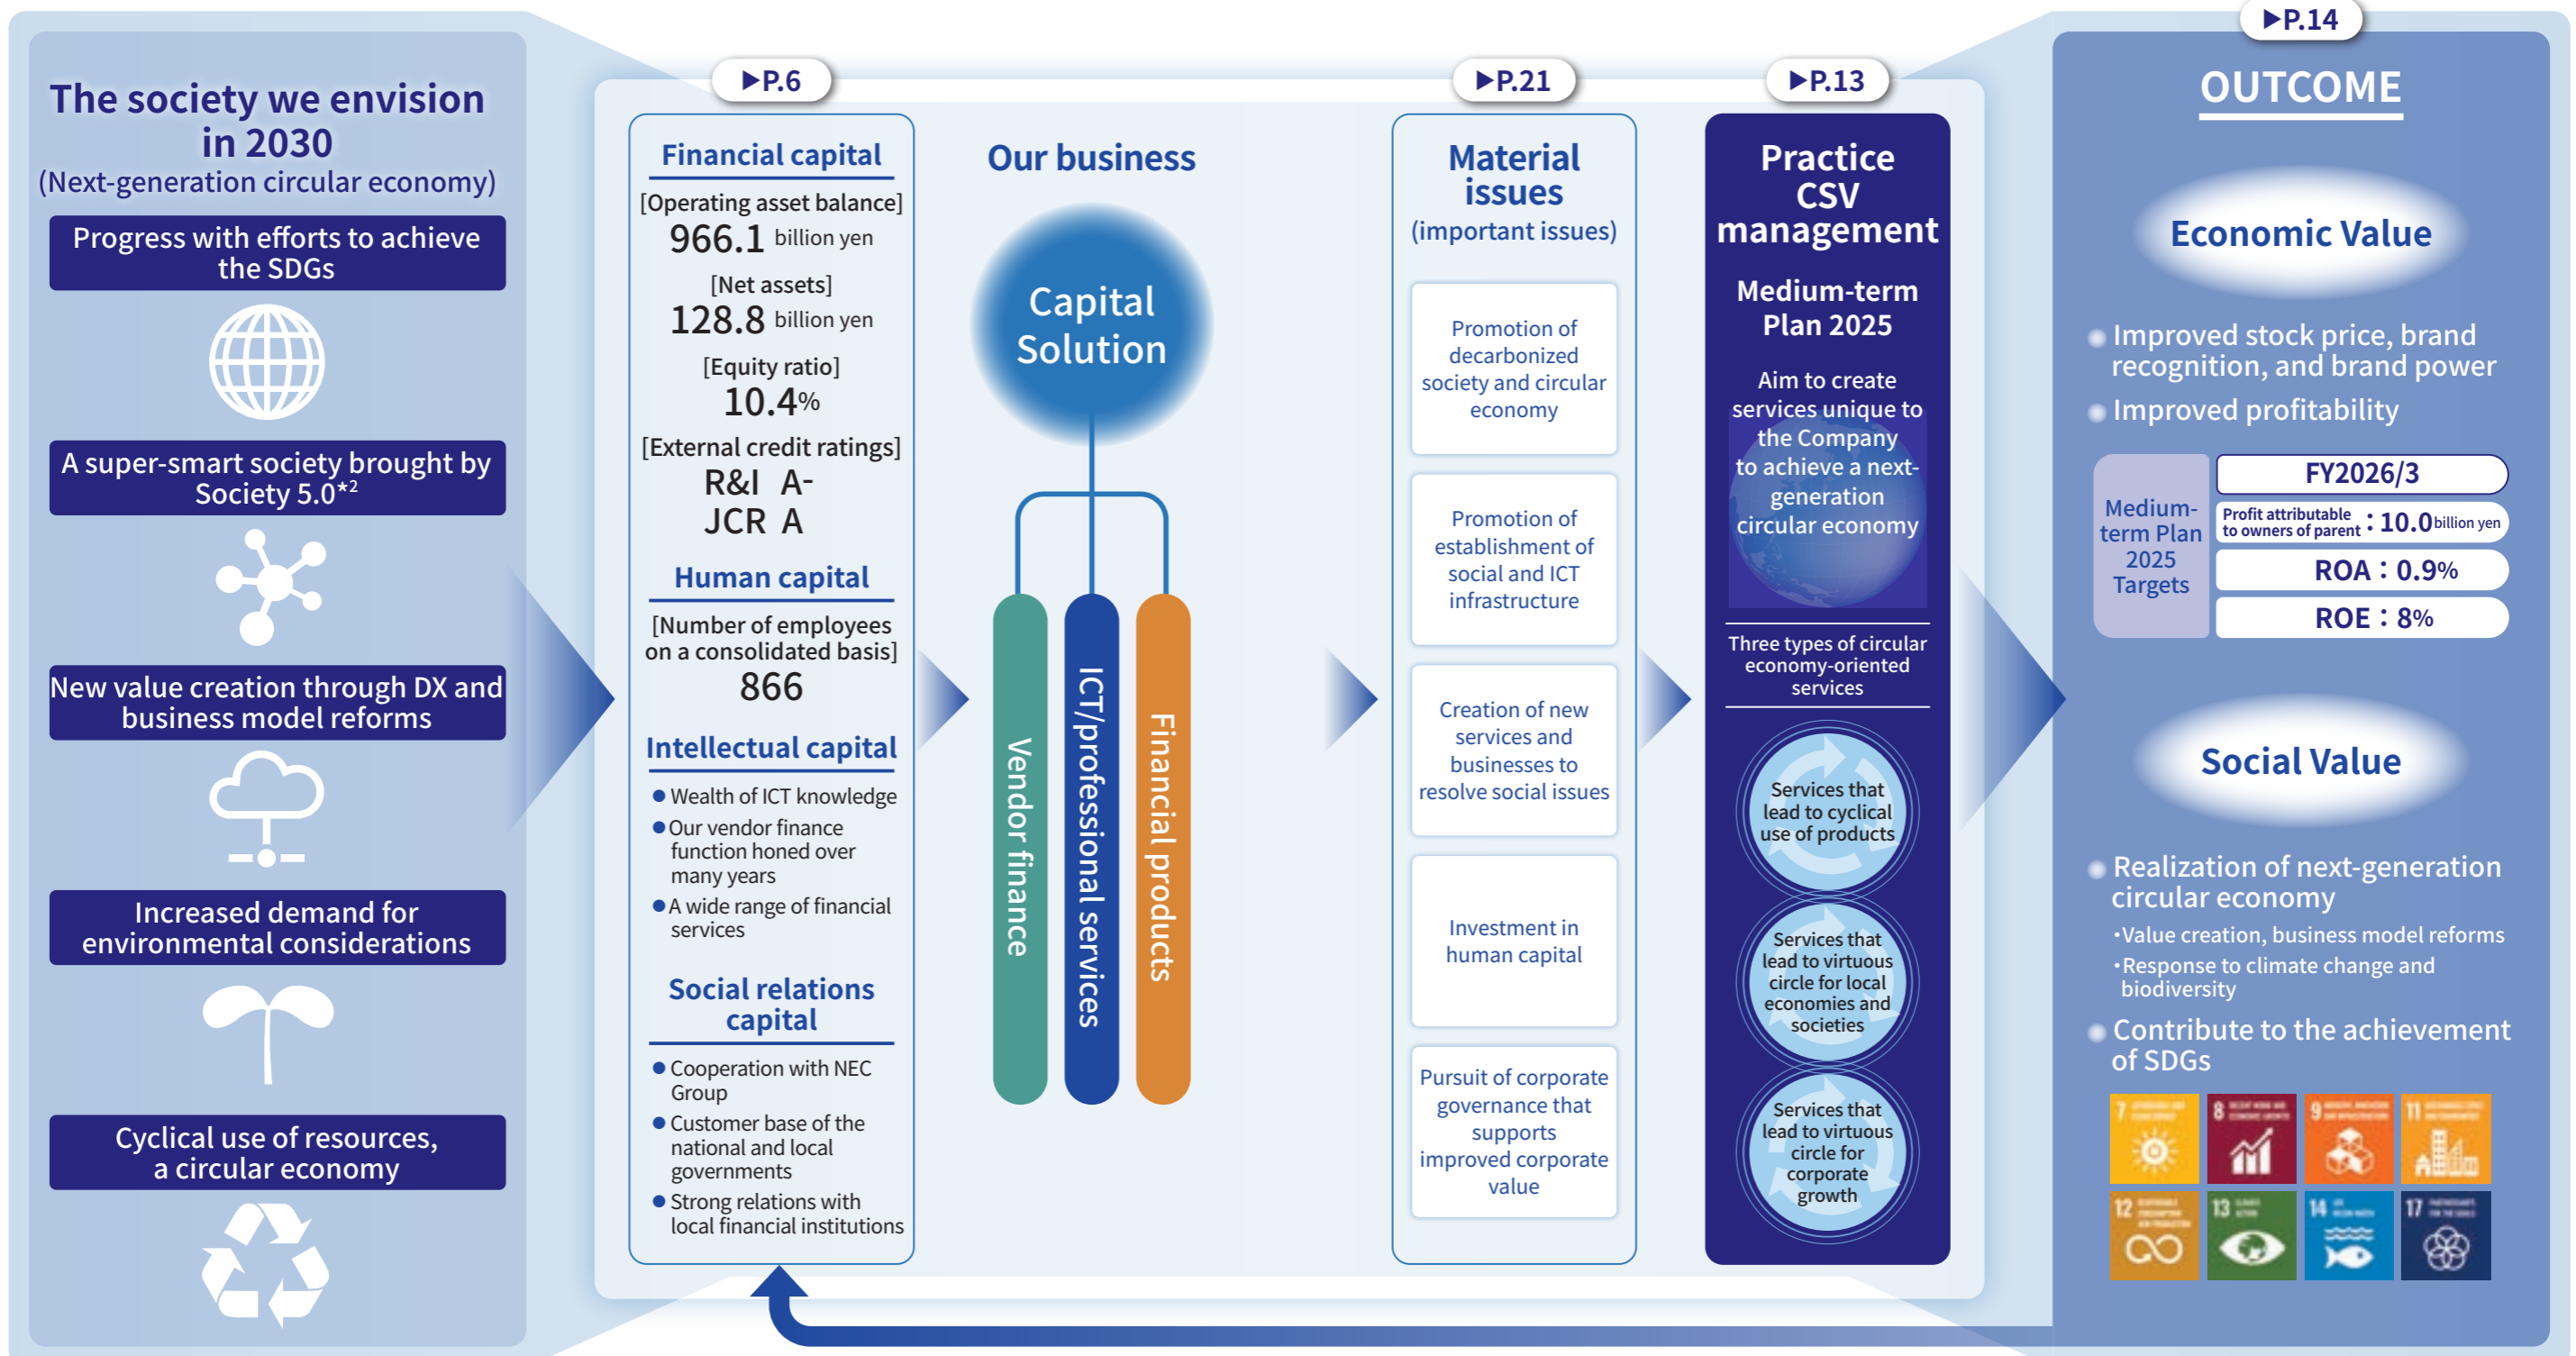 The society we envision
in 2030
(Next-generation circular economy)
Progress with efforts to achieve
the SDGs
A super-smart society brought by
Society 5.0*2
New value creation through DX and
business model reforms
Increased demand for
environmental considerations
Cyclical use of resources,
a circular economy
▶P.6
Financial capital
[Operating asset balance]
966.1 billion yen
[Net assets]
128.8 billion yen
[Equity ratio]
10.4%
[External credit ratings]
R&I A-
JCR A
Human capital
[Number of employees
on a consolidated basis]
866
Intellectual capital
● Wealth of ICT knowledge
● Our vendor finance
function honed over
many years
● A wide range of financial
services
Social relations
capital
● Cooperation with NEC
Group
● Customer base of the
national and local
governments
● Strong relations with
local financial institutions
Our business
Capital
Solution
Vendor finance
ICT/professional services
Financial products
▶P.21
Material
issues
(important issues)
Promotion of
decarbonized
society and circular
economy
Promotion of
establishment of
social and ICT
infrastructure
Creation of new
services and
businesses to
resolve social issues
Investment in
human capital
Pursuit of corporate
governance that
supports
improved corporate
value
▶P.13
Practice
CSV
management
Medium-term
Plan 2025
Aim to create
services unique to
the Company
to achieve a next-
generation
circular economy
Three types of circular
economy-oriented
services
Services that
lead to cyclical
use of products
Services that
lead to virtuous
circle for local
economies and
societies
Services that
lead to virtuous
circle for
corporate
growth
▶P.14
OUTCOME
Economic Value
● Improved stock price, brand
recognition, and brand power
● Improved profitability
Medium-
term Plan
2025
Targets
FY2026/3
Profit attributable
to owners of parent : 10.0 billion yen
ROA : 0.9%
ROE : 8%
Social Value
● Realization of next-generation
circular economy
・Value creation, business model reforms
・Response to climate change and
biodiversity
● Contribute to the achievement
of SDGs
7
8
9
11
12
13
14
17